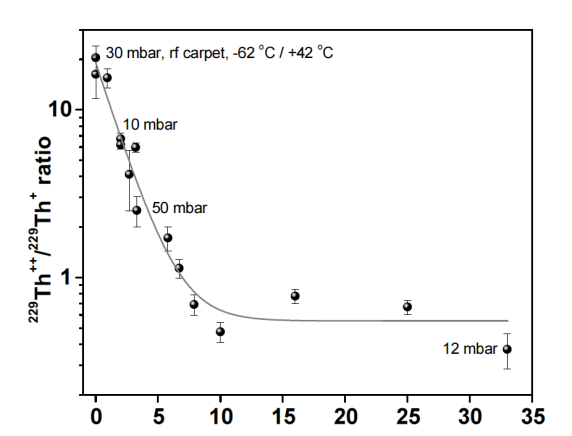 30 mbar, rf carpet, -62 °C / +42 °C
10
10 mbar
50 mbar
1
12 mbar
²²⁹Th⁺⁺/²²⁹Th⁺ ratio
0 5 10 15 20 25 30 35